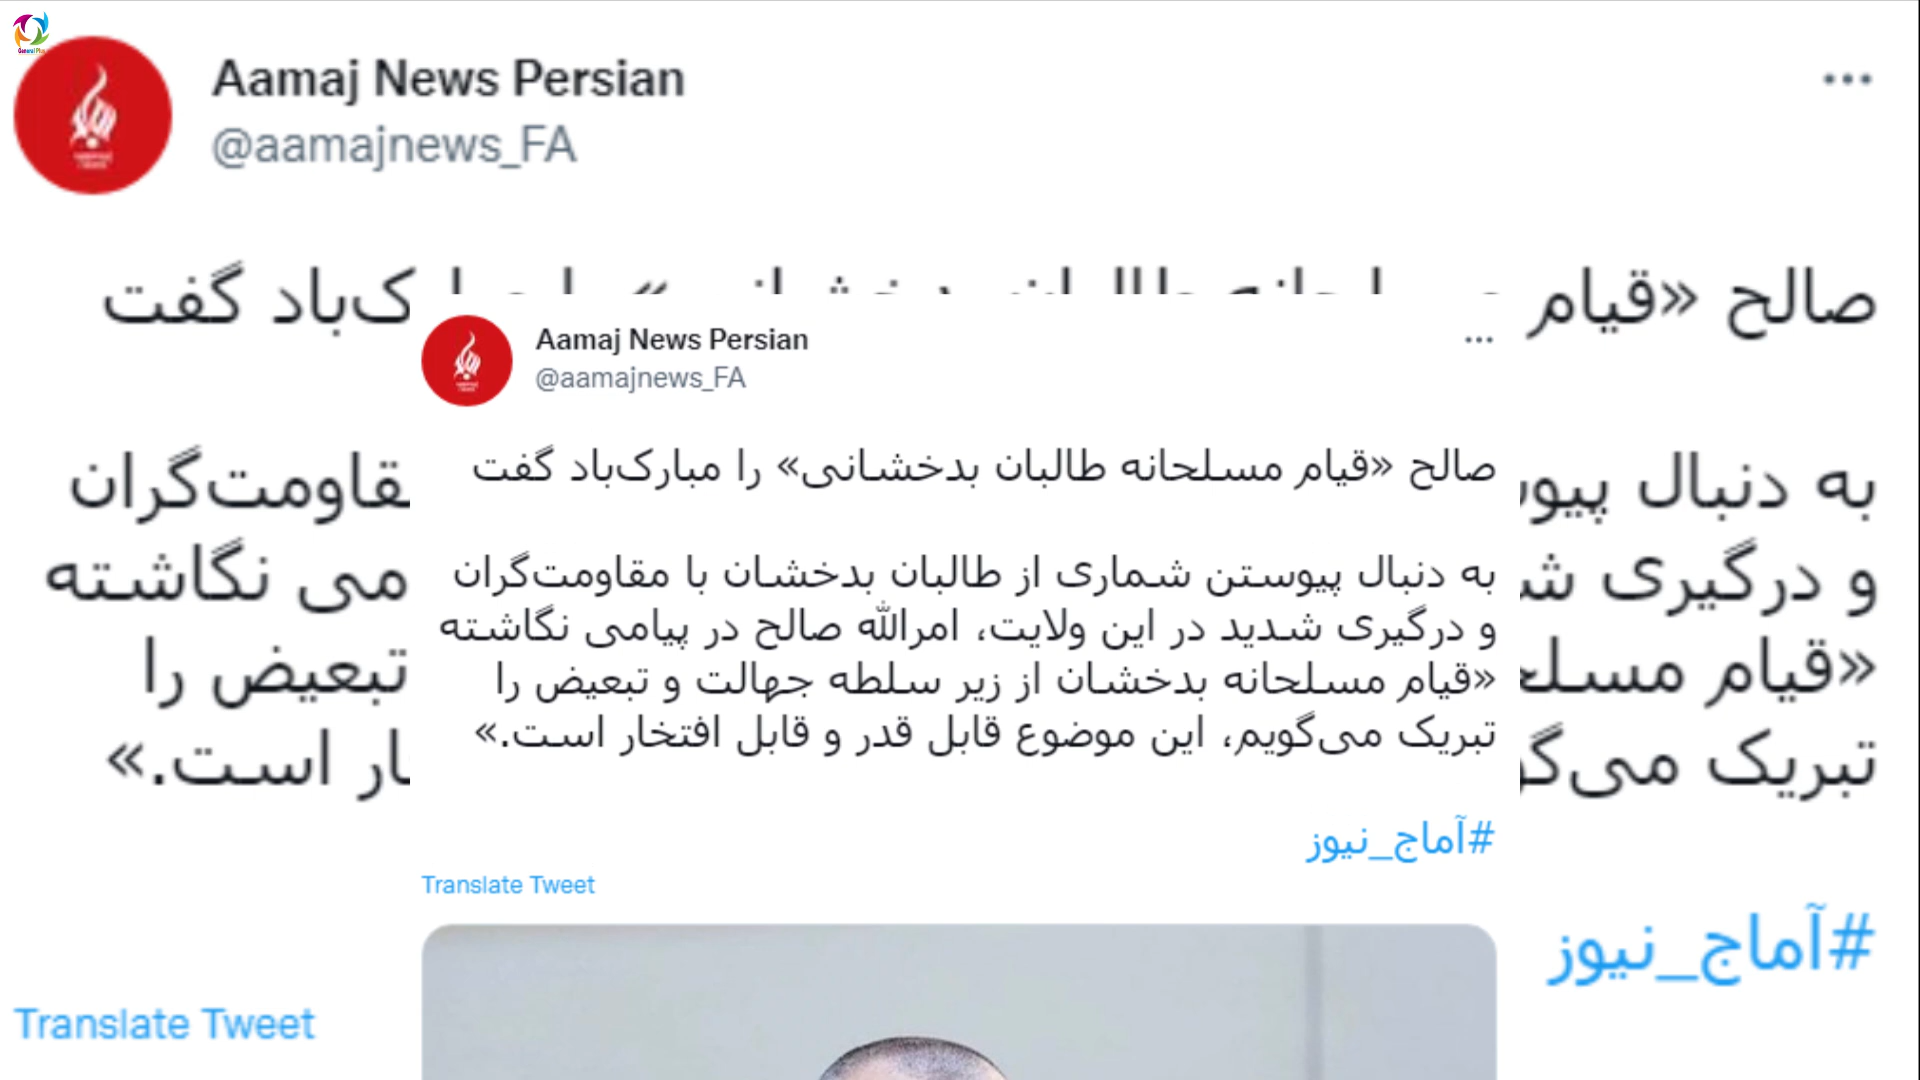 Aamaj News Persian
@aamajnews_FA
صالح «قیام
ک‌باد گفت
به دنبال
مقاومت‌گران
و درگیری
می نگاشته
«قیام
تبعیض را
تبریک
است.»
#آماج_نیوز
Translate Tweet
Aamaj News Persian
@aamajnews_FA
صالح «قیام مسلحانه طالبان بدخشانی» را مبارک‌باد گفت
به دنبال پیوستن شماری از طالبان بدخشان با مقاومت‌گران
و درگیری شدید در این ولایت، امرالله صالح در پیامی نگاشته
«قیام مسلحانه بدخشان از زیر سلطه جهالت و تبعیض را
تبریک می‌گویم، این موضوع قابل قدر و قابل افتخار است.»
#آماج_نیوز
Translate Tweet